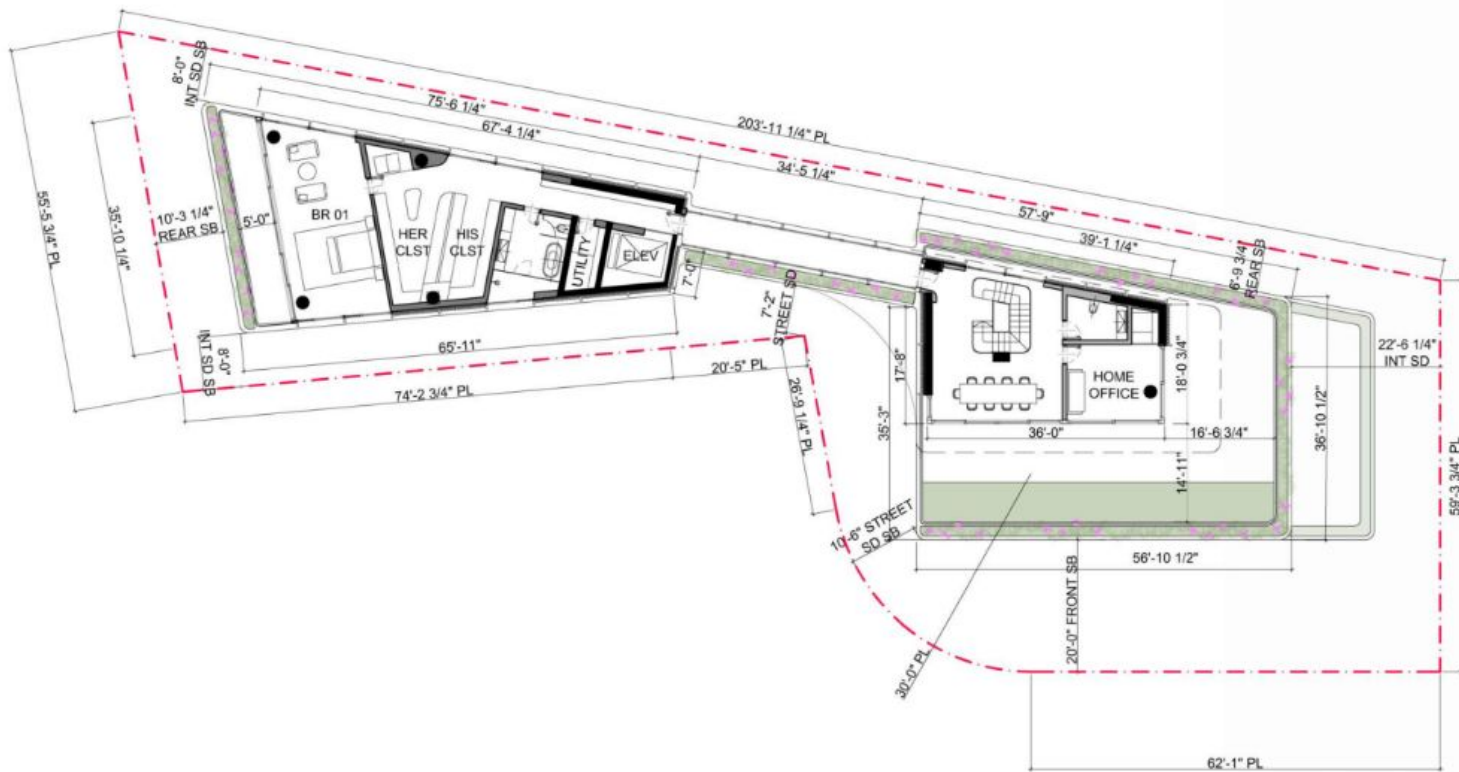 8'-0"
INT SD SB
75'-6 1/4"
67'-4 1/4"
203'-11 1/4" PL
34'-5 1/4"
57'-9"
39'-1 1/4"
6'-9 3/4"
REAR SB
55'-5 3/4" PL
35'-10 1/4"
10'-3 1/4"
REAR SB
5'-0"
BR 01
HER
CLST
HIS
CLST
UTILITY
ELEV
7'-0"
7'-2"
STREET SD
INT SD SB
8'-0"
65'-11"
74'-2 3/4" PL
20'-5" PL
26'-9 1/4" PL
17'-8"
35'-3"
HOME
OFFICE
18'-0 3/4"
22'-6 1/4"
INT SD
36'-10 1/2"
59'-3 3/4" PL
36'-0"
16'-6 3/4"
14'-11"
10'-6" STREET
SD SB
56'-10 1/2"
20'-0" FRONT SB
30'-0" PL
62'-1" PL